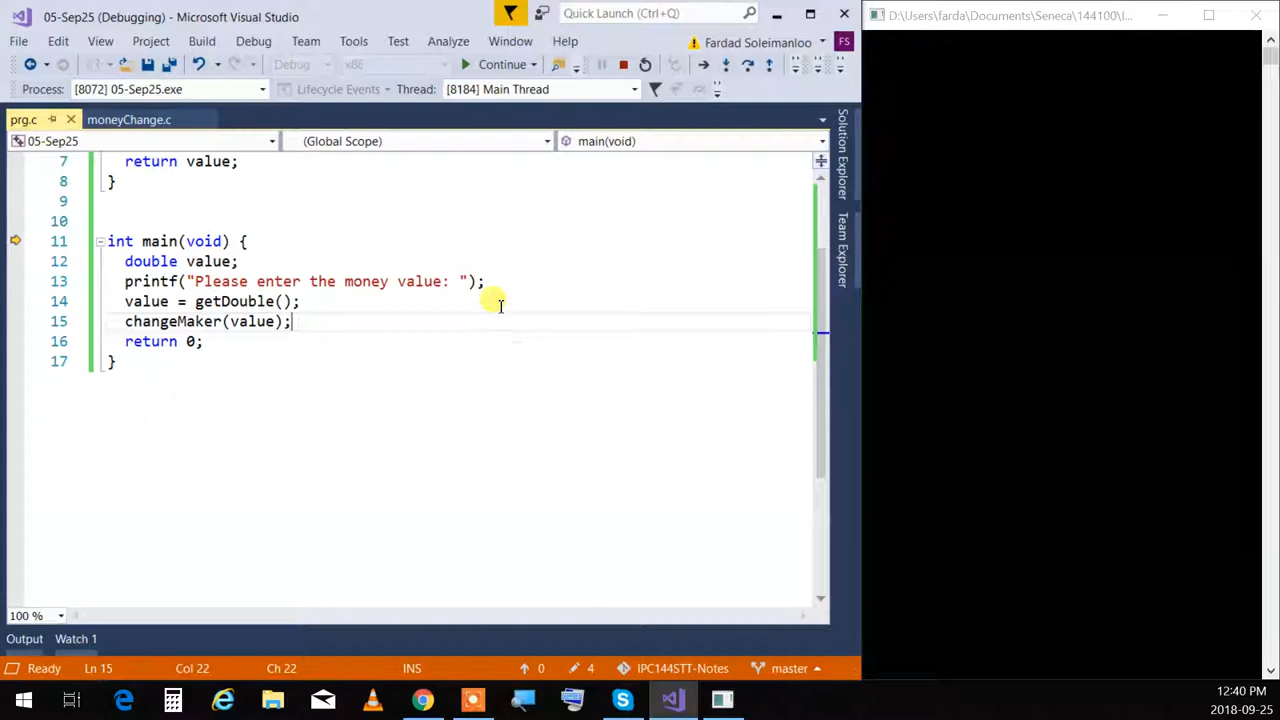 05-Sep25 (Debugging) - Microsoft Visual Studio
Quick Launch (Ctrl+Q)
File Edit View Project Build Debug Team Tools Test Analyze Window Help
Fardad Soleimanloo FS
Debug x86 Continue
Process: [8072] 05-Sep25.exe Lifecycle Events Thread: [8184] Main Thread
prg.c moneyChange.c
05-Sep25 (Global Scope) main(void)
7 return value;
8 }
9
10
11 int main(void) {
12 double value;
13 printf("Please enter the money value: ");
14 value = getDouble();
15 changeMaker(value);
16 return 0;
17 }
100 %
Output Watch 1
Ready Ln 15 Col 22 Ch 22 INS 0 4 IPC144STT-Notes master
Solution Explorer
Team Explorer
D:\Users\farda\Documents\Seneca\144100\I...
12:40 PM
2018-09-25